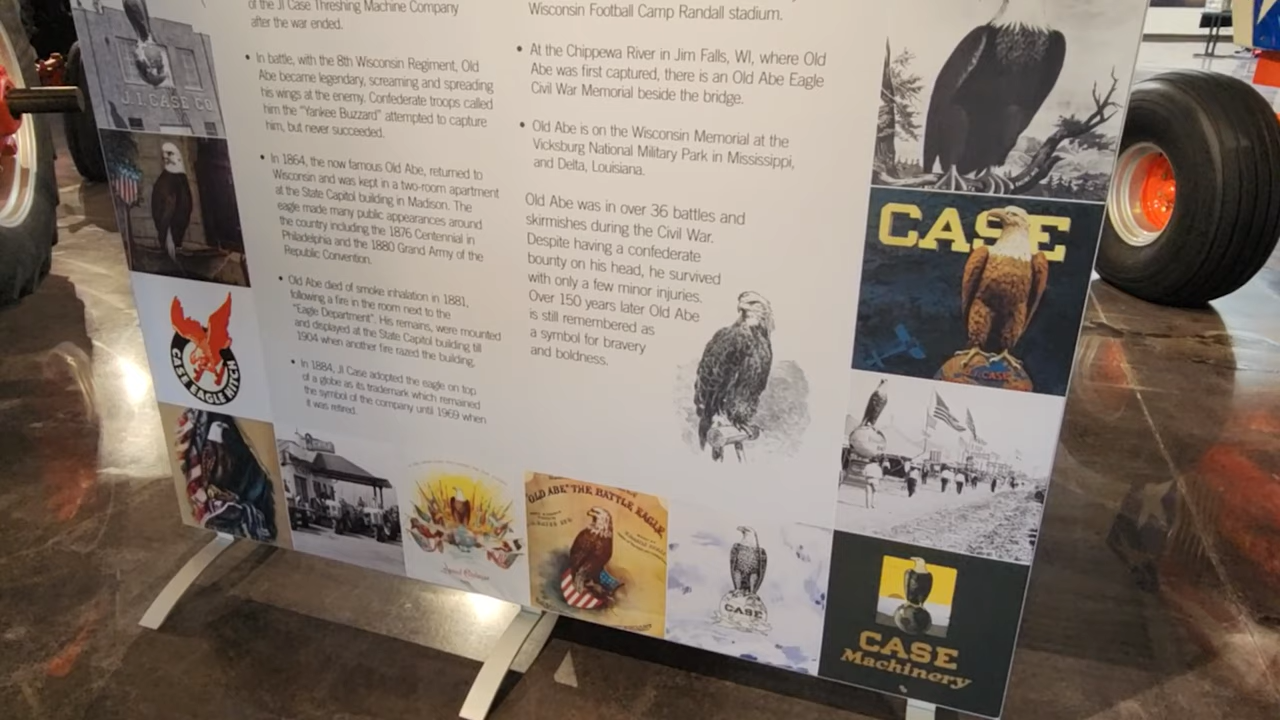 of the JI Case Threshing Machine Company
after the war ended.
• In battle, with the 8th Wisconsin Regiment, Old
Abe became legendary, screaming and spreading
his wings at the enemy. Confederate troops called
him the "Yankee Buzzard" attempted to capture
him, but never succeeded.
• In 1864, the now famous Old Abe, returned to
Wisconsin and was kept in a two-room apartment
at the State Capitol building in Madison. The
eagle made many public appearances around
the country including the 1876 Centennial in
Philadelphia and the 1880 Grand Army of the
Republic Convention.
• Old Abe died of smoke inhalation in 1881,
following a fire in the room next to the
"Eagle Department". His remains, were mounted
and displayed at the State Capitol building till
1904 when another fire razed the building.
• In 1884, JI Case adopted the eagle on top
of a globe as its trademark which remained
the symbol of the company until 1969 when
it was retired.
Wisconsin Football Camp Randall stadium.
• At the Chippewa River in Jim Falls, WI, where Old
Abe was first captured, there is an Old Abe Eagle
Civil War Memorial beside the bridge.
• Old Abe is on the Wisconsin Memorial at the
Vicksburg National Military Park in Mississippi,
and Delta, Louisiana.
Old Abe was in over 36 battles and
skirmishes during the Civil War.
Despite having a confederate
bounty on his head, he survived
with only a few minor injuries.
Over 150 years later Old Abe
is still remembered as
a symbol for bravery
and boldness.
J.I. CASE CO
CASE EAGLE HITCH
"OLD ABE" THE BATTLE EAGLE
CASE
CASE
CASE
CASE
Machinery